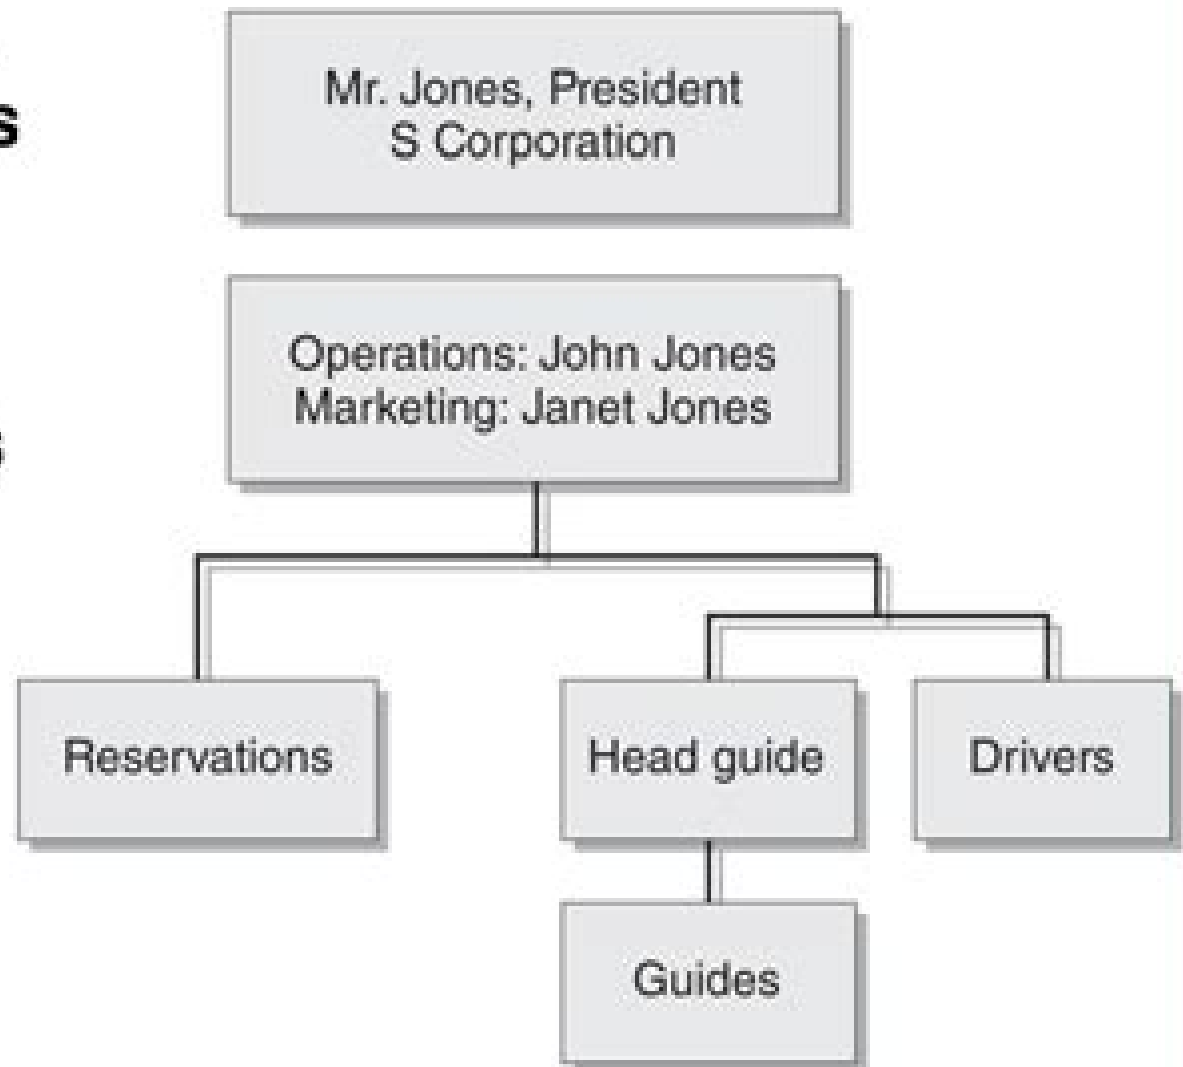 Mr. Jones, President
S Corporation
Operations: John Jones
Marketing: Janet Jones
Reservations
Head guide
Drivers
Guides